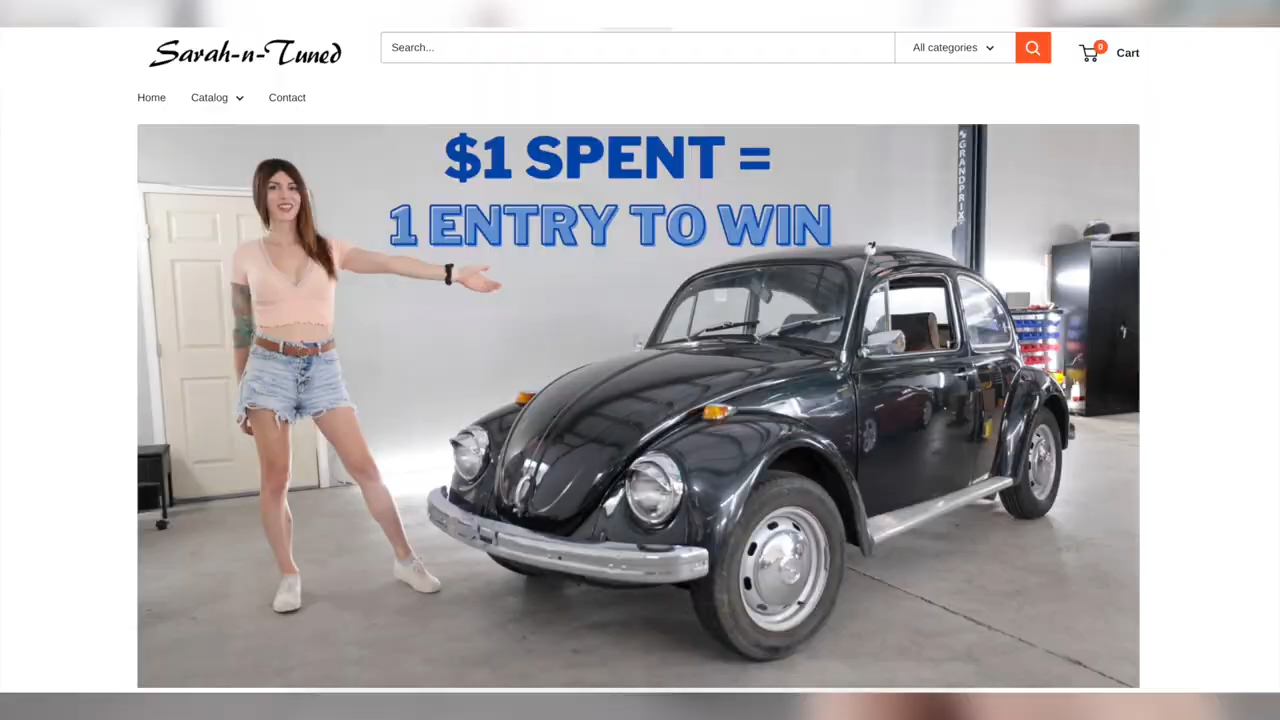 Sarah-n-Tuned
Search...
All categories
0
Cart
Home
Catalog
Contact
$1 SPENT =
1 ENTRY TO WIN
GRANDPRIX